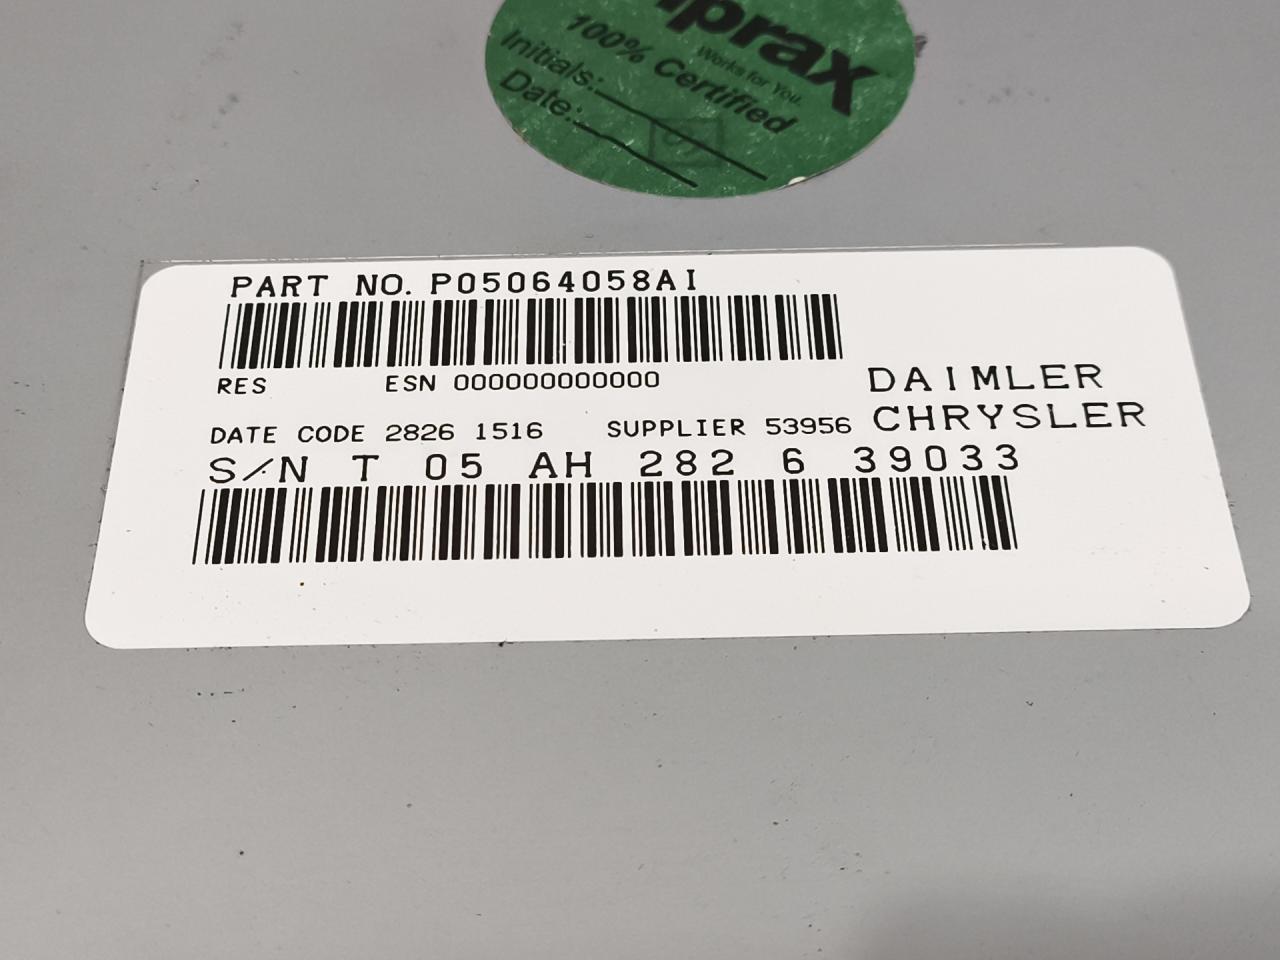 Works for You.
100% Certified
Initials:
Date:
PART NO. P05064058AI
RES ESN 000000000000
DAIMLER
DATE CODE 2826 1516 SUPPLIER 53956 CHRYSLER
S/N T 05 AH 282 6 39033